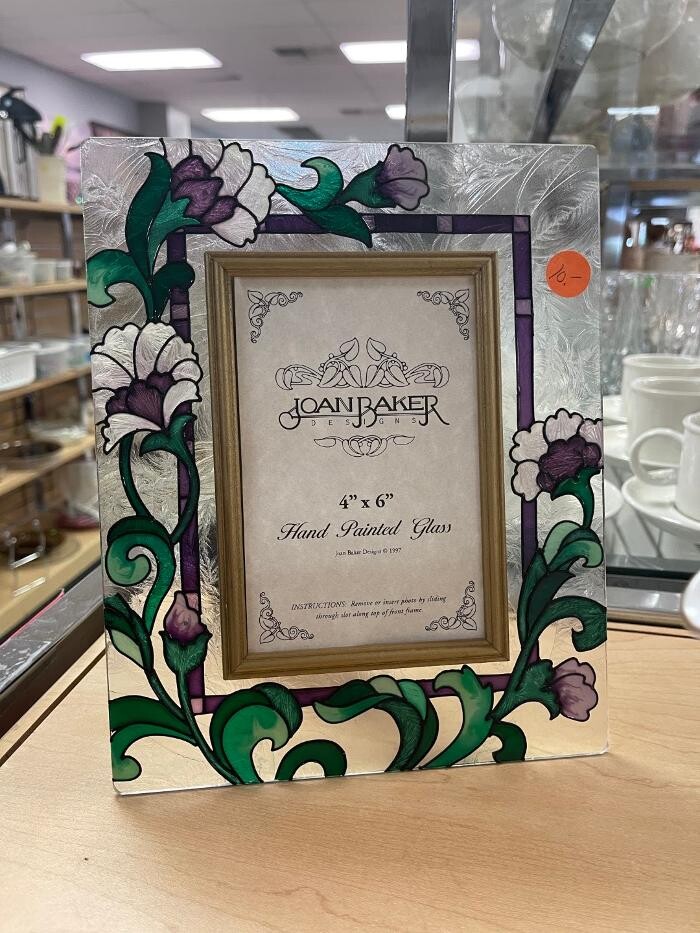 10.-
JOAN BAKER
DESIGNS
4” x 6”
Hand Painted Glass
Joan Baker Designs © 1997
INSTRUCTIONS: Remove or insert photo by sliding
through slot along top of front frame.